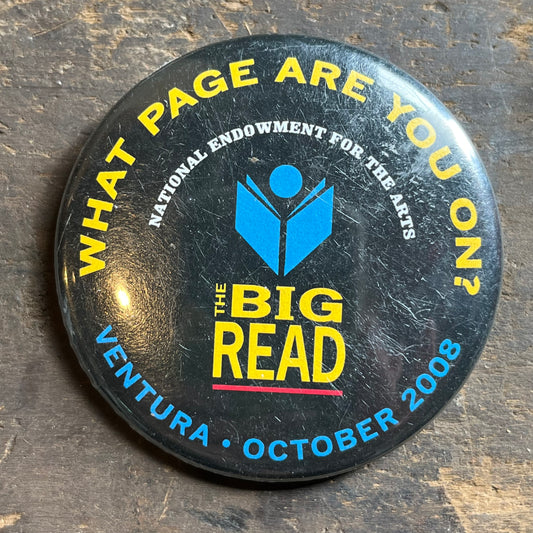 WHAT PAGE ARE YOU ON?
NATIONAL ENDOWMENT FOR THE ARTS
THE
BIG
READ
VENTURA • OCTOBER 2008